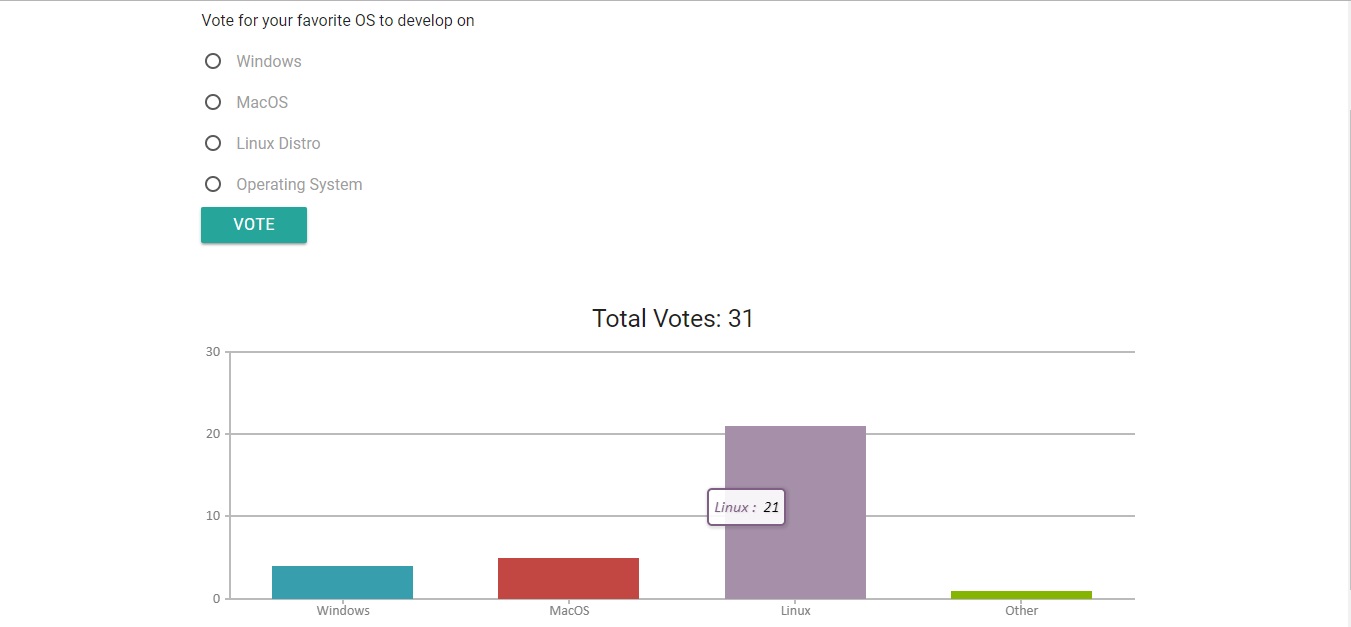 Vote for your favorite OS to develop on
Windows
MacOS
Linux Distro
Operating System
VOTE
Total Votes: 31
30
20
10
0
Linux : 21
Windows MacOS Linux Other